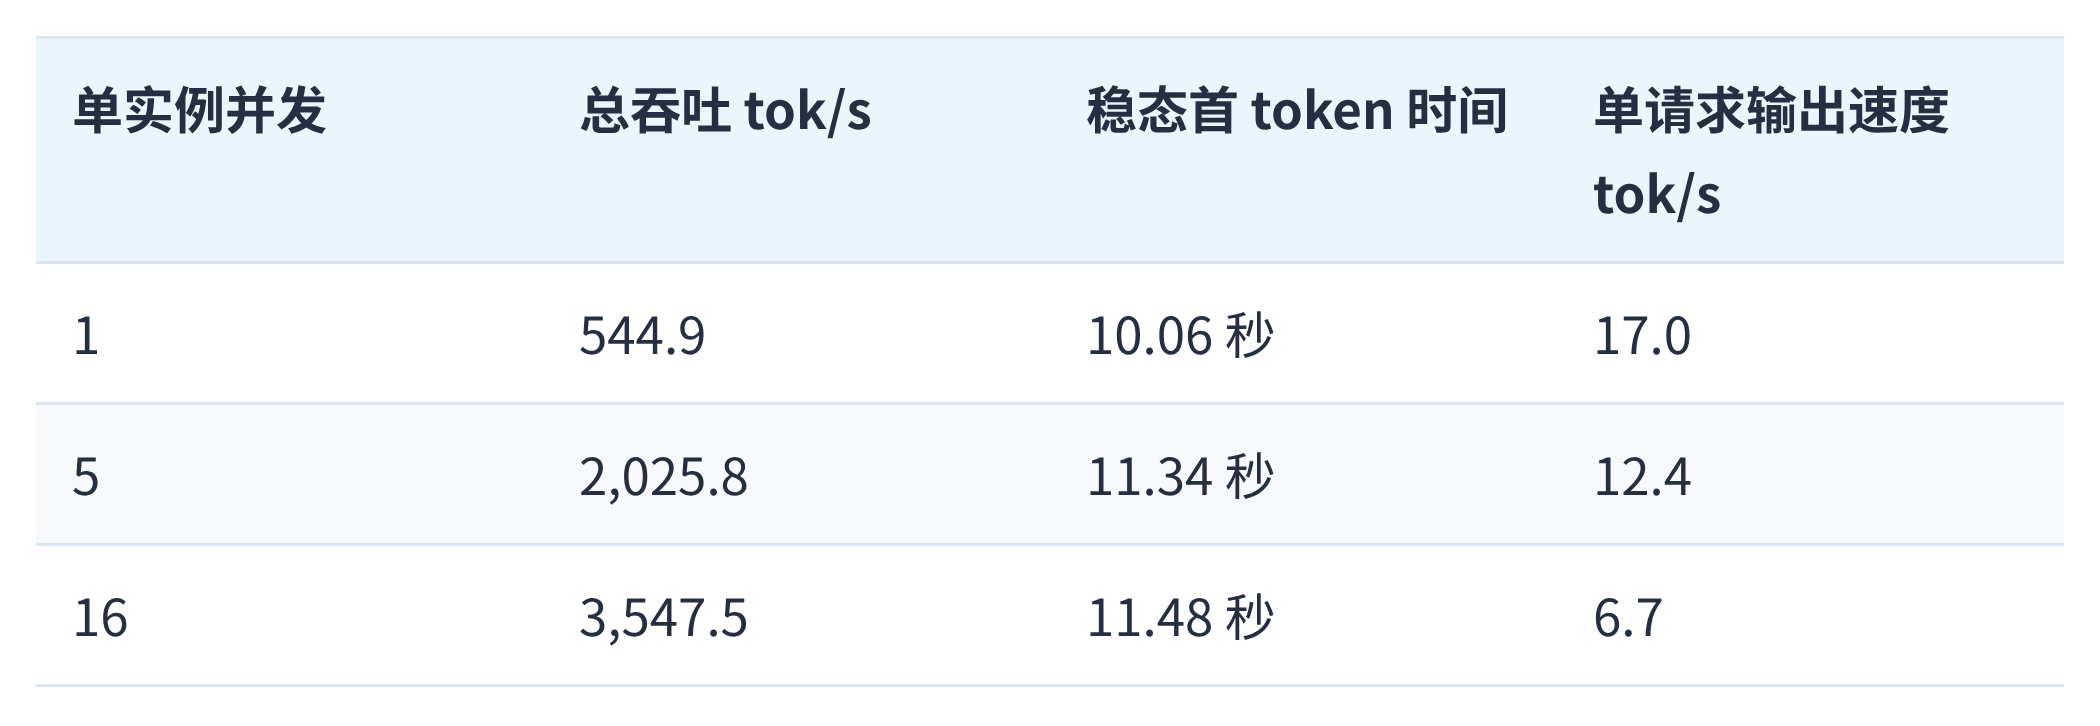 单实例并发 总吞吐 tok/s 稳态首 token 时间 单请求输出速度
tok/s
1 544.9 10.06 秒 17.0
5 2,025.8 11.34 秒 12.4
16 3,547.5 11.48 秒 6.7